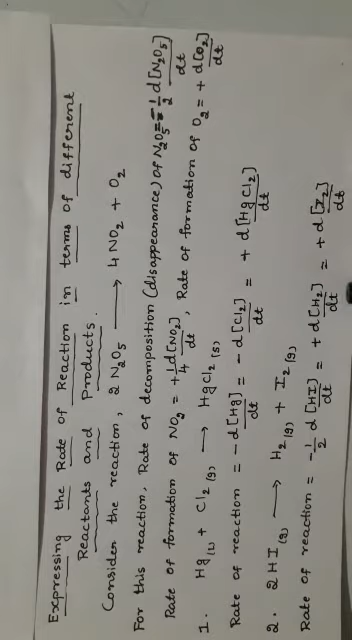 Expressing the Rate of Reaction in terms of different
Reactants and Products.
Consider the reaction, 2 N₂O₅ ⟶ 4 NO₂ + O₂
For this reaction, Rate of decomposition (disappearance) of N₂O₅ = -1/2 d[N₂O₅]/dt
Rate of formation of NO₂ = +1/4 d[NO₂]/dt, Rate of formation of O₂ = + d[O₂]/dt
1. Hg(l) + Cl₂(g) ⟶ HgCl₂(s)
Rate of reaction = -d[Hg]/dt = -d[Cl₂]/dt = + d[HgCl₂]/dt
2. 2HI(g) ⟶ H₂(g) + I₂(g)
Rate of reaction = -1/2 d[HI]/dt = + d[H₂]/dt = + d[I₂]/dt